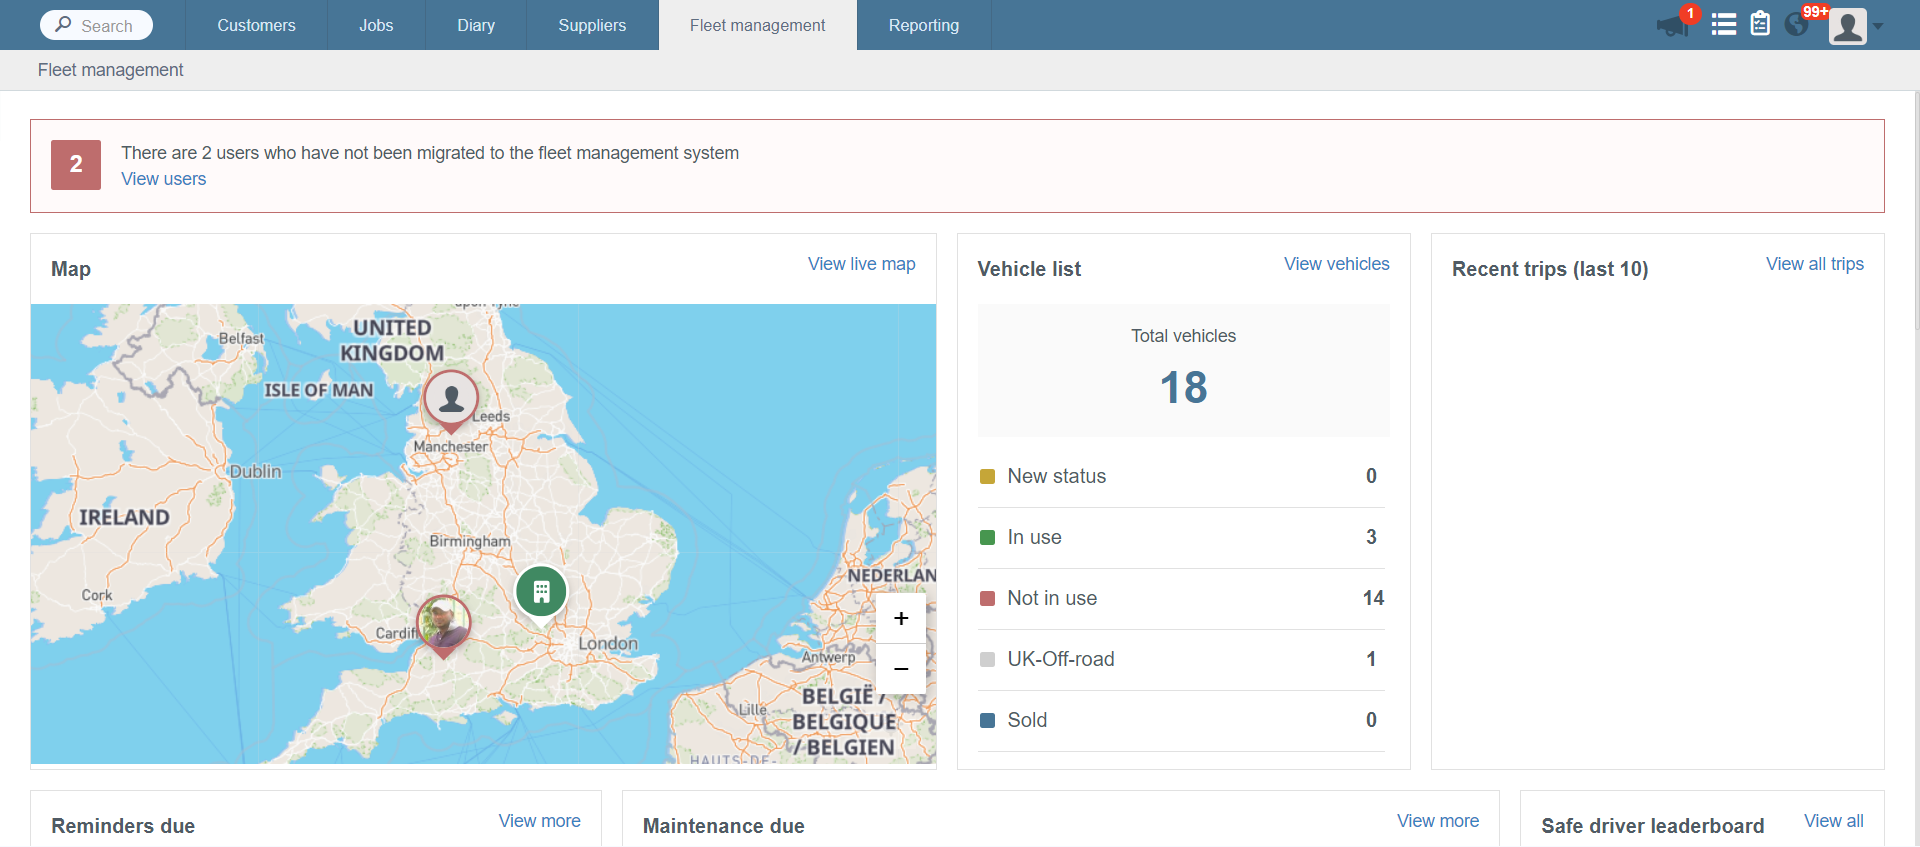 Search
Customers
Jobs
Diary
Suppliers
Fleet management
Reporting
1
99+
Fleet management
2
There are 2 users who have not been migrated to the fleet management system
View users
Map
View live map
UNITED
KINGDOM
Belfast
ISLE OF MAN
Leeds
Manchester
Dublin
IRELAND
Birmingham
Cork
NEDERLAN
Cardiff
London
Antwerp
Lille
BELGIË /
BELGIQUE
/ BELGIEN
HAUTS-DE-
+
−
Vehicle list
View vehicles
Total vehicles
18
New status 0
In use 3
Not in use 14
UK-Off-road 1
Sold 0
Recent trips (last 10)
View all trips
Reminders due
View more
Maintenance due
View more
Safe driver leaderboard
View all